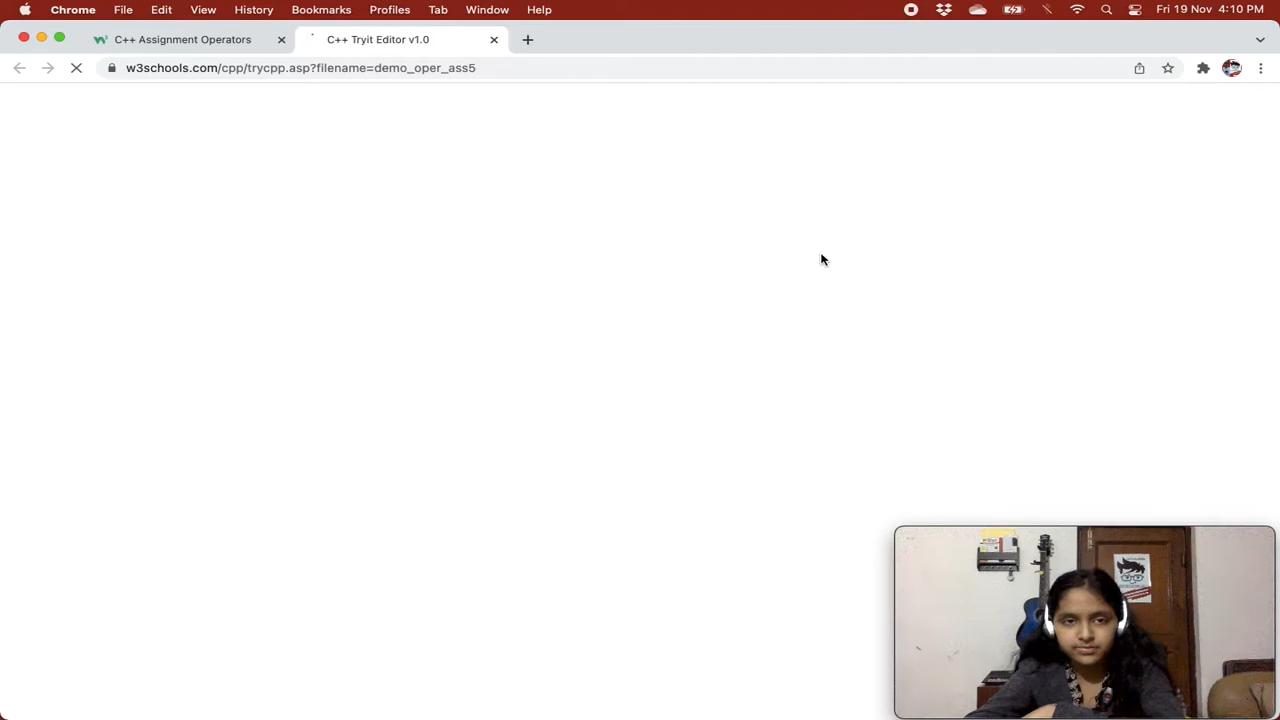 Chrome File Edit View History Bookmarks Profiles Tab Window Help Fri 19 Nov 4:10 PM
C++ Assignment Operators C++ Tryit Editor v1.0
w3schools.com/cpp/trycpp.asp?filename=demo_oper_ass5